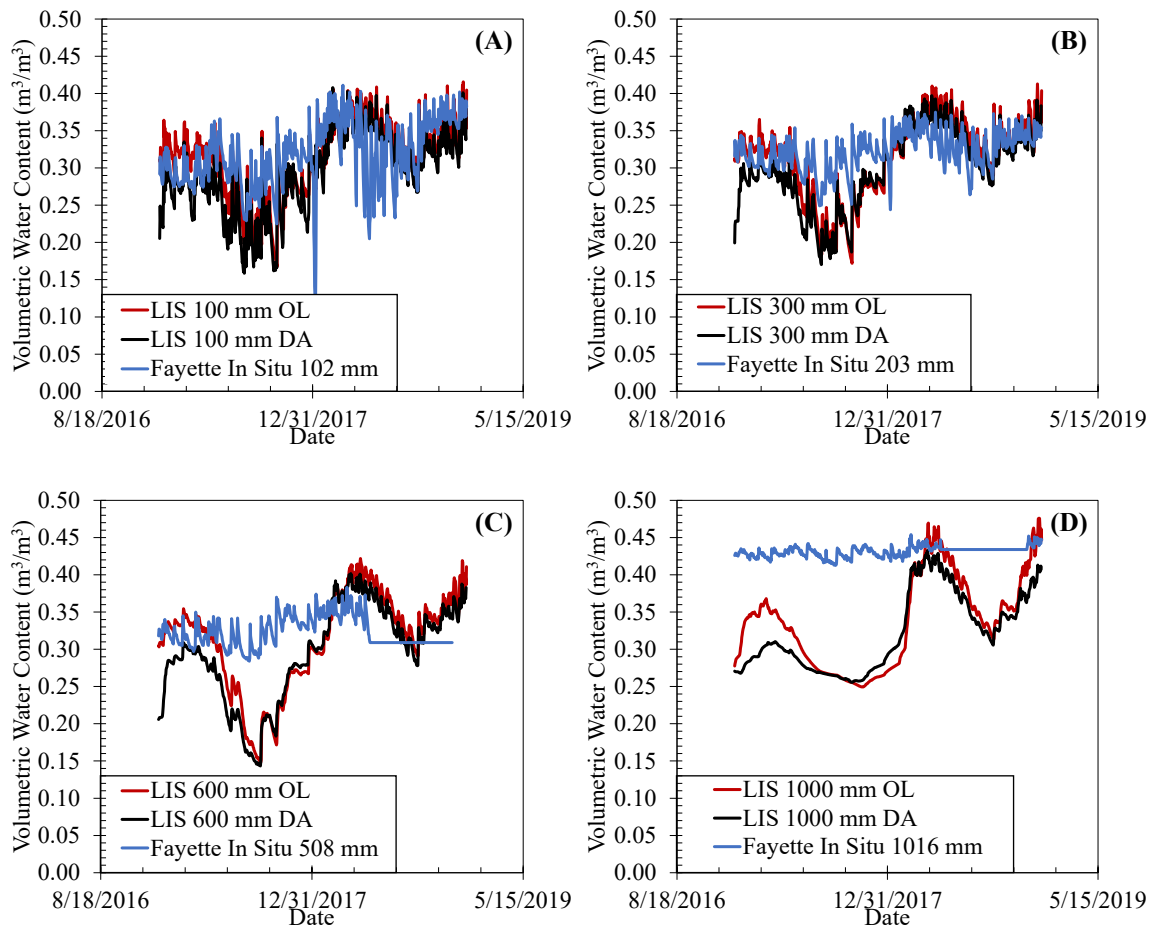 (A)
Volumetric Water Content (m³/m³)
0.50
0.45
0.40
0.35
0.30
0.25
0.20
0.15
0.10
0.05
0.00
LIS 100 mm OL
LIS 100 mm DA
Fayette In Situ 102 mm
8/18/2016 12/31/2017 5/15/2019
Date
(B)
Volumetric Water Content (m³/m³)
0.50
0.45
0.40
0.35
0.30
0.25
0.20
0.15
0.10
0.05
0.00
LIS 300 mm OL
LIS 300 mm DA
Fayette In Situ 203 mm
8/18/2016 12/31/2017 5/15/2019
Date
(C)
Volumetric Water Content (m³/m³)
0.50
0.45
0.40
0.35
0.30
0.25
0.20
0.15
0.10
0.05
0.00
LIS 600 mm OL
LIS 600 mm DA
Fayette In Situ 508 mm
8/18/2016 12/31/2017 5/15/2019
Date
(D)
Volumetric Water Content (m³/m³)
0.50
0.45
0.40
0.35
0.30
0.25
0.20
0.15
0.10
0.05
0.00
LIS 1000 mm OL
LIS 1000 mm DA
Fayette In Situ 1016 mm
8/18/2016 12/31/2017 5/15/2019
Date